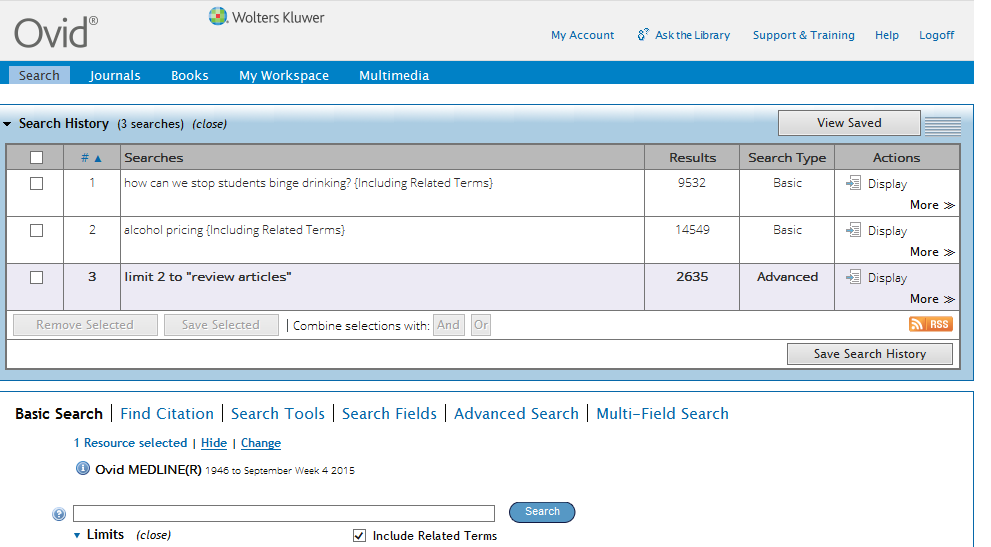 Ovid®
Wolters Kluwer
My Account Ask the Library Support & Training Help Logoff
Search Journals Books My Workspace Multimedia
Search History (3 searches) (close) View Saved
# ▲ Searches Results Search Type Actions
1 how can we stop students binge drinking? {Including Related Terms} 9532 Basic Display
More ≫
2 alcohol pricing {Including Related Terms} 14549 Basic Display
More ≫
3 limit 2 to "review articles" 2635 Advanced Display
More ≫
Remove Selected Save Selected | Combine selections with: And Or RSS
Save Search History
Basic Search | Find Citation | Search Tools | Search Fields | Advanced Search | Multi-Field Search
1 Resource selected | Hide | Change
Ovid MEDLINE(R) 1946 to September Week 4 2015
Search
Limits (close) Include Related Terms